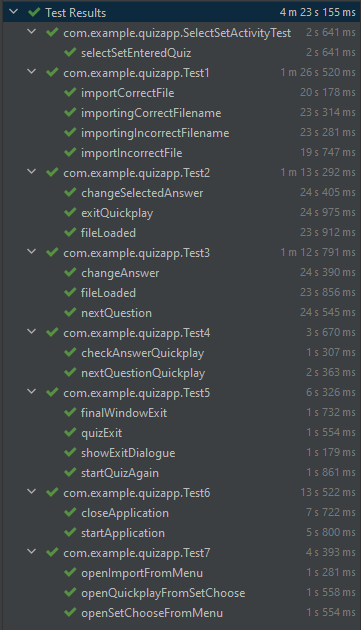 Test Results 4 m 23 s 155 ms
com.example.quizapp.SelectSetActivityTest 2 s 641 ms
selectSetEnteredQuiz 2 s 641 ms
com.example.quizapp.Test1 1 m 26 s 520 ms
importCorrectFile 20 s 178 ms
importingCorrectFilename 23 s 314 ms
importingIncorrectFilename 23 s 281 ms
importIncorrectFile 19 s 747 ms
com.example.quizapp.Test2 1 m 13 s 292 ms
changeSelectedAnswer 24 s 405 ms
exitQuickplay 24 s 975 ms
fileLoaded 23 s 912 ms
com.example.quizapp.Test3 1 m 12 s 791 ms
changeAnswer 24 s 390 ms
fileLoaded 23 s 856 ms
nextQuestion 24 s 545 ms
com.example.quizapp.Test4 3 s 670 ms
checkAnswerQuickplay 1 s 307 ms
nextQuestionQuickplay 2 s 363 ms
com.example.quizapp.Test5 6 s 326 ms
finalWindowExit 1 s 732 ms
quizExit 1 s 554 ms
showExitDialogue 1 s 179 ms
startQuizAgain 1 s 861 ms
com.example.quizapp.Test6 13 s 522 ms
closeApplication 7 s 722 ms
startApplication 5 s 800 ms
com.example.quizapp.Test7 4 s 393 ms
openImportFromMenu 1 s 281 ms
openQuickplayFromSetChoose 1 s 558 ms
openSetChooseFromMenu 1 s 554 ms